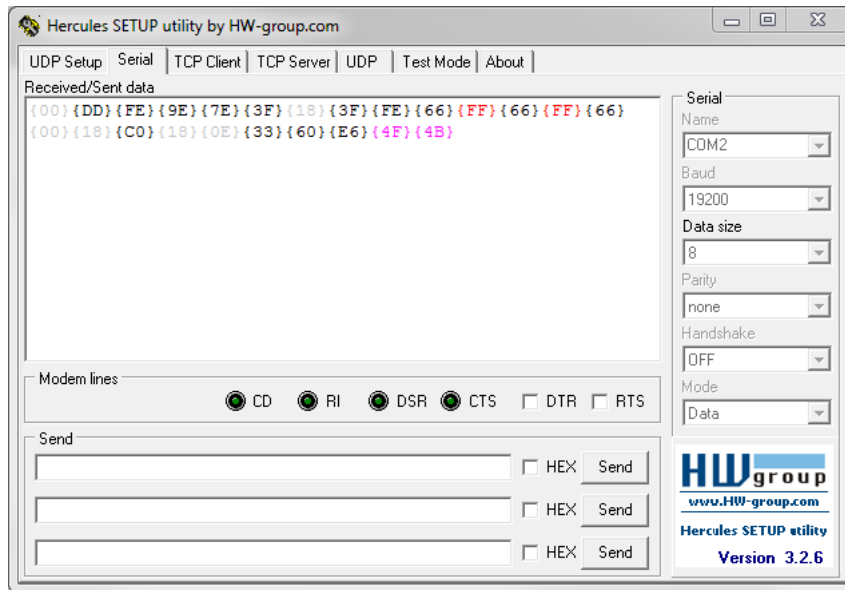 Hercules SETUP utility by HW-group.com
UDP Setup Serial TCP Client TCP Server UDP Test Mode About
Received/Sent data
{00}{DD}{FE}{9E}{7E}{3F}{18}{3F}{FE}{66}{FF}{66}{FF}{66}
{00}{18}{C0}{18}{0E}{33}{60}{E6}{4F}{4B}
Serial
Name
COM2
Baud
19200
Data size
8
Parity
none
Handshake
OFF
Mode
Data
Modem lines
CD RI DSR CTS DTR RTS
Send
HEX Send
HEX Send
HEX Send
HW group
www.HW-group.com
Hercules SETUP utility
Version 3.2.6